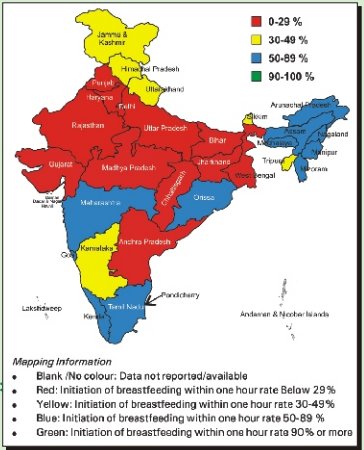 0-29 %
30-49 %
50-89 %
90-100 %
Jammu &
Kashmir
Himachal Pradesh
Punjab
Uttarakhand
Haryana
Delhi
Arunachal Pradesh
Rajasthan
Uttar Pradesh
Sikkim
Assam
Nagaland
Bihar
Meghalaya
Manipur
Gujarat
Madhya Pradesh
Jharkhand
Tripura
Mizoram
West Bengal
Chhattisgarh
Orissa
Andhra Pradesh
Karnataka
Goa
Pondicherry
Lakshdweep
Kerala
Tamil Nadu
Andaman & Nicober Islands
Mapping Information
• Blank /No colour: Data not reported/available
• Red: Initiation of breastfeeding within one hour rate Below 29 %
• Yellow: Initiation of breastfeeding within one hour rate 30-49%
• Blue: Initiation of breastfeeding within one hour rate 50-89 %
• Green: Initiation of breastfeeding within one hour rate 90% or more